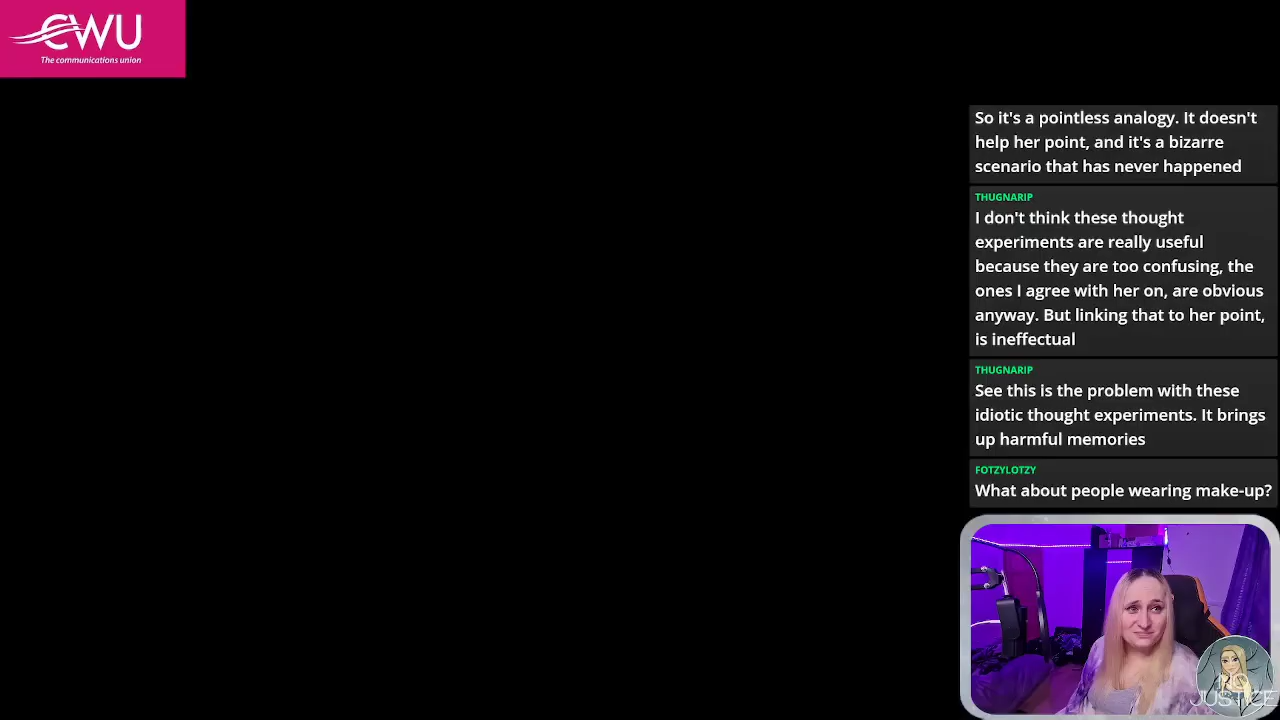 CWU
The communications union
So it's a pointless analogy. It doesn't
help her point, and it's a bizarre
scenario that has never happened
THUGNARIP
I don't think these thought
experiments are really useful
because they are too confusing, the
ones I agree with her on, are obvious
anyway. But linking that to her point,
is ineffectual
THUGNARIP
See this is the problem with these
idiotic thought experiments. It brings
up harmful memories
FOTZYLOTZY
What about people wearing make-up?
JUSTICE